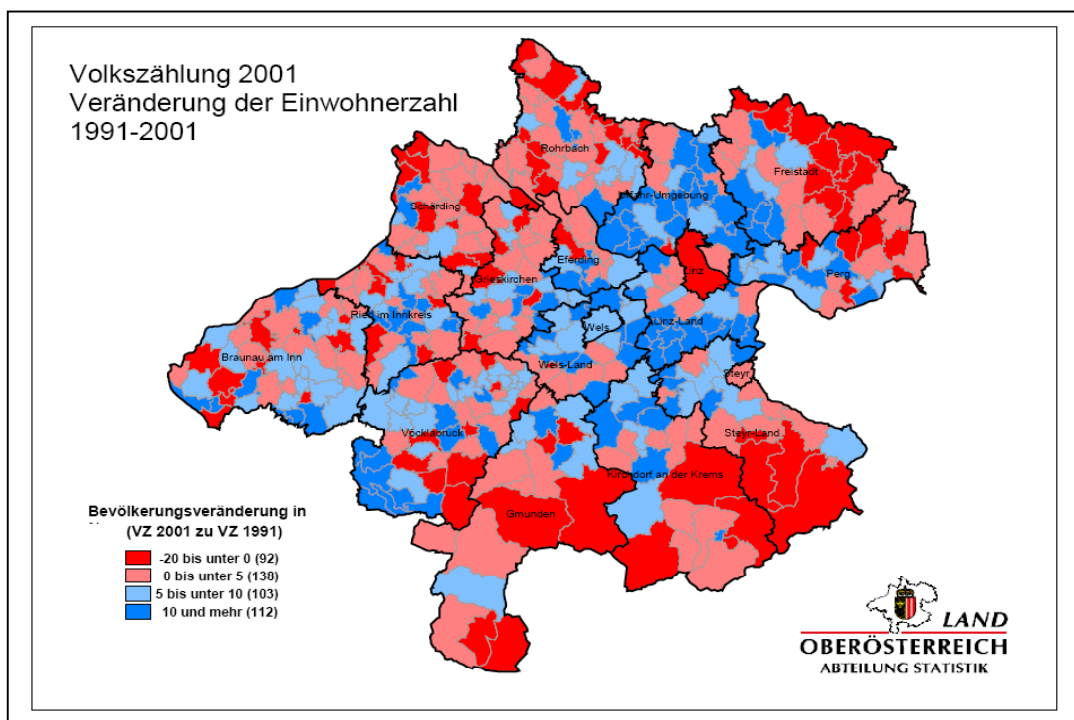 Volkszählung 2001
Veränderung der Einwohnerzahl
1991-2001
Rohrbach
Freistadt
Urfahr-Umgebung
Schärding
Eferding
Linz
Perg
Grieskirchen
Ried im Innkreis
Wels
Linz-Land
Braunau am Inn
Wels-Land
Steyr
Vöcklabruck
Steyr-Land
Kirchdorf an der Krems
Gmunden
Bevölkerungsveränderung in
(VZ 2001 zu VZ 1991)
-20 bis unter 0 (92)
0 bis unter 5 (138)
5 bis unter 10 (103)
10 und mehr (112)
LAND
OBERÖSTERREICH
ABTEILUNG STATISTIK